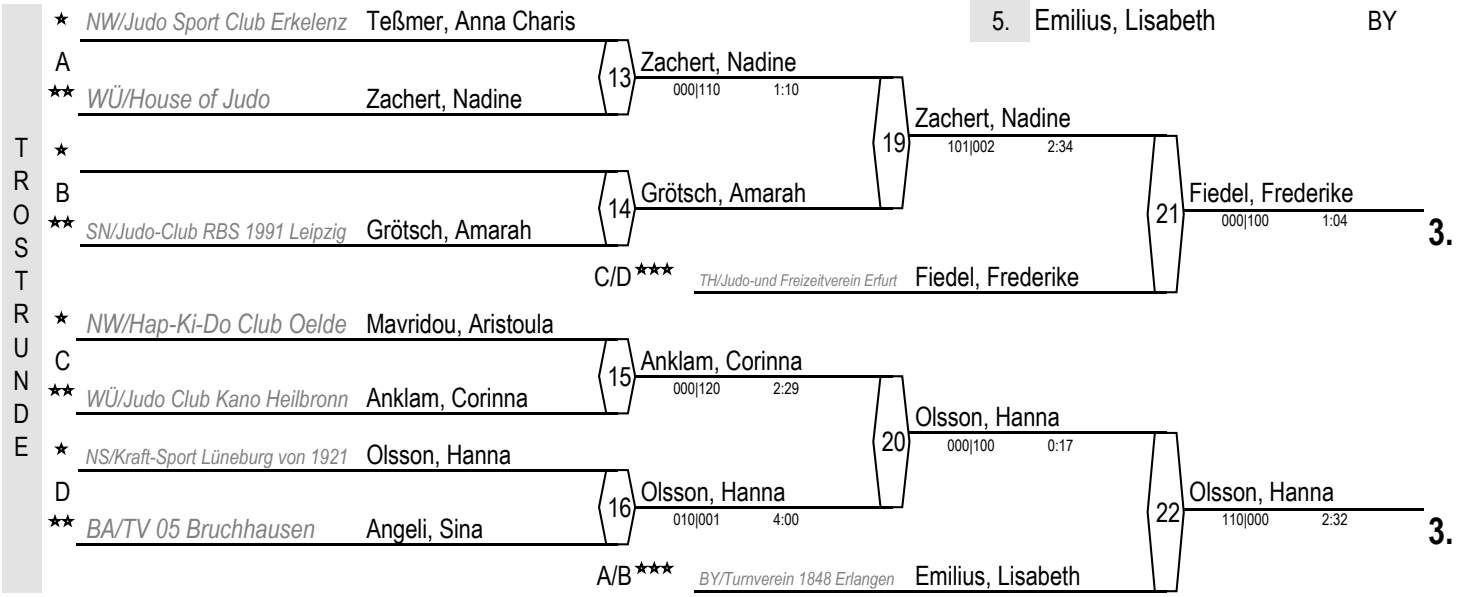 TROSTRUNDE
★ NW/Judo Sport Club Erkelenz Teßmer, Anna Charis
5. Emilius, Lisabeth BY
A
13 Zachert, Nadine
000|110 1:10
★★ WÜ/House of Judo Zachert, Nadine
19 Zachert, Nadine
101|002 2:34
★
B
14 Grötsch, Amarah
★★ SN/Judo-Club RBS 1991 Leipzig Grötsch, Amarah
21 Fiedel, Frederike
000|100 1:04
3.
C/D ★★★ TH/Judo-und Freizeitverein Erfurt Fiedel, Frederike
★ NW/Hap-Ki-Do Club Oelde Mavridou, Aristoula
C
15 Anklam, Corinna
000|120 2:29
★★ WÜ/Judo Club Kano Heilbronn Anklam, Corinna
20 Olsson, Hanna
000|100 0:17
★ NS/Kraft-Sport Lüneburg von 1921 Olsson, Hanna
D
16 Olsson, Hanna
010|001 4:00
★★ BA/TV 05 Bruchhausen Angeli, Sina
22 Olsson, Hanna
110|000 2:32
3.
A/B ★★★ BY/Turnverein 1848 Erlangen Emilius, Lisabeth